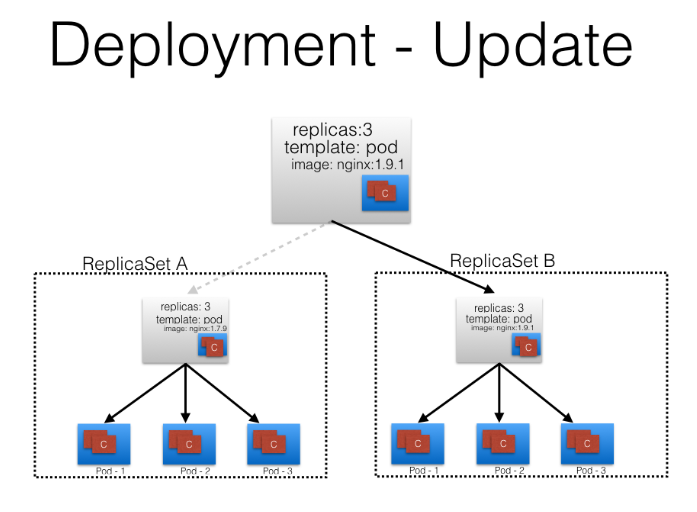 Deployment - Update
replicas:3
template: pod
image: nginx:1.9.1
C
ReplicaSet A
ReplicaSet B
replicas: 3
template: pod
image: nginx:1.7.9
C
replicas: 3
template: pod
image: nginx:1.9.1
C
C
C
C
Pod - 1
Pod - 2
Pod - 3
C
C
C
Pod - 1
Pod - 2
Pod - 3